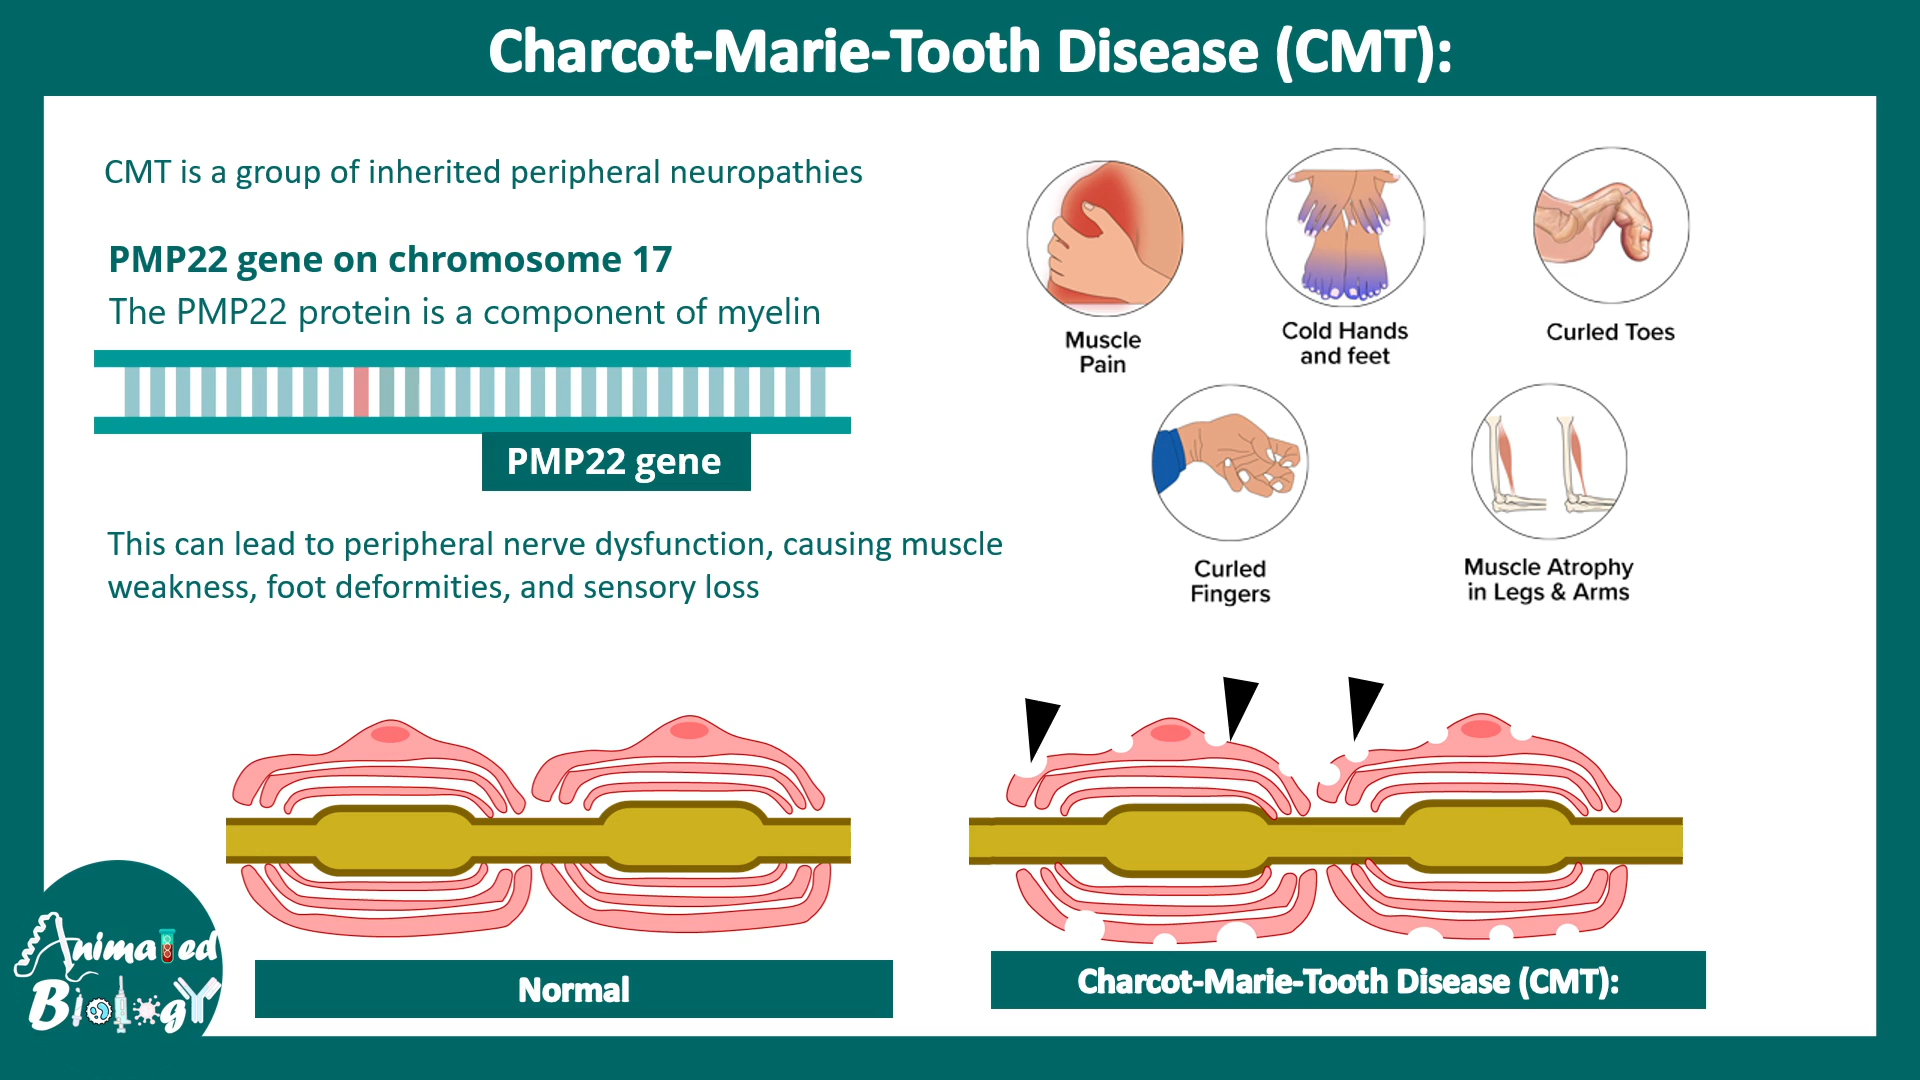 Charcot-Marie-Tooth Disease (CMT):
CMT is a group of inherited peripheral neuropathies
PMP22 gene on chromosome 17
The PMP22 protein is a component of myelin
PMP22 gene
This can lead to peripheral nerve dysfunction, causing muscle
weakness, foot deformities, and sensory loss
Muscle
Pain
Cold Hands
and feet
Curled Toes
Curled
Fingers
Muscle Atrophy
in Legs & Arms
Normal
Charcot-Marie-Tooth Disease (CMT):
Animated
Biology